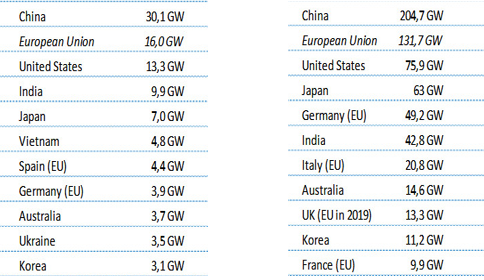 China 30,1 GW
European Union 16,0 GW
United States 13,3 GW
India 9,9 GW
Japan 7,0 GW
Vietnam 4,8 GW
Spain (EU) 4,4 GW
Germany (EU) 3,9 GW
Australia 3,7 GW
Ukraine 3,5 GW
Korea 3,1 GW
China 204,7 GW
European Union 131,7 GW
United States 75,9 GW
Japan 63 GW
Germany (EU) 49,2 GW
India 42,8 GW
Italy (EU) 20,8 GW
Australia 14,6 GW
UK (EU in 2019) 13,3 GW
Korea 11,2 GW
France (EU) 9,9 GW